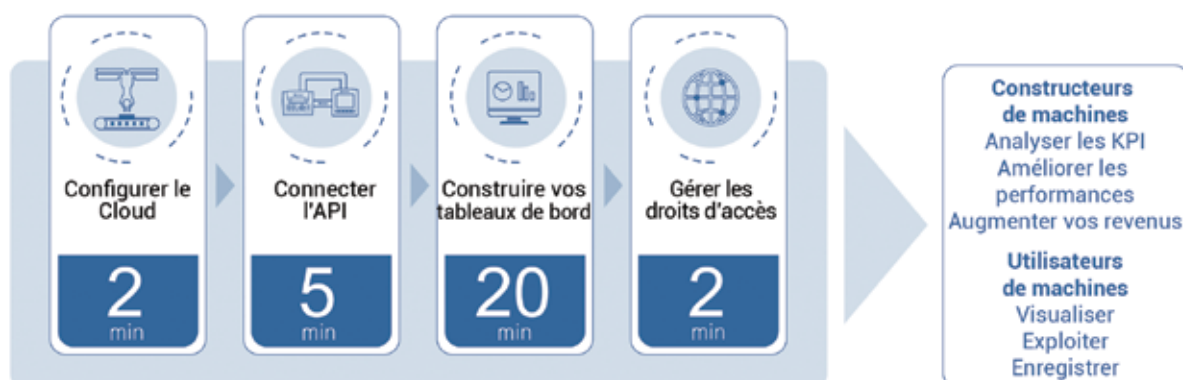 Configurer le
Cloud
2
min
Connecter
l'API
5
min
Construire vos
tableaux de bord
20
min
Gérer les
droits d'accès
2
min
Constructeurs
de machines
Analyser les KPI
Améliorer les
performances
Augmenter vos revenus
Utilisateurs
de machines
Visualiser
Exploiter
Enregistrer